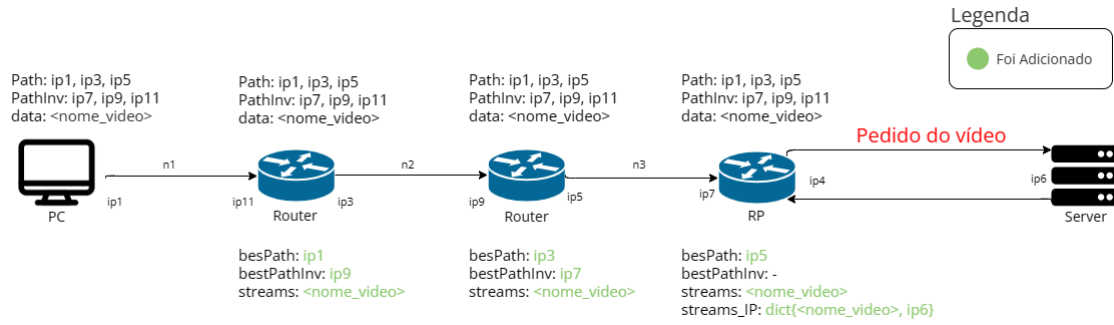 Legenda
Foi Adicionado
Path: ip1, ip3, ip5
PathInv: ip7, ip9, ip11
data: <nome_video>
Path: ip1, ip3, ip5
PathInv: ip7, ip9, ip11
data: <nome_video>
Path: ip1, ip3, ip5
PathInv: ip7, ip9, ip11
data: <nome_video>
Path: ip1, ip3, ip5
PathInv: ip7, ip9, ip11
data: <nome_video>
Pedido do vídeo
n1
n2
n3
ip1
ip11
ip3
ip9
ip5
ip7
ip4
ip6
PC
Router
Router
RP
Server
besPath: ip1
bestPathInv: ip9
streams: <nome_video>
besPath: ip3
bestPathInv: ip7
streams: <nome_video>
besPath: ip5
bestPathInv: -
streams: <nome_video>
streams_IP: dict{<nome_video>, ip6}